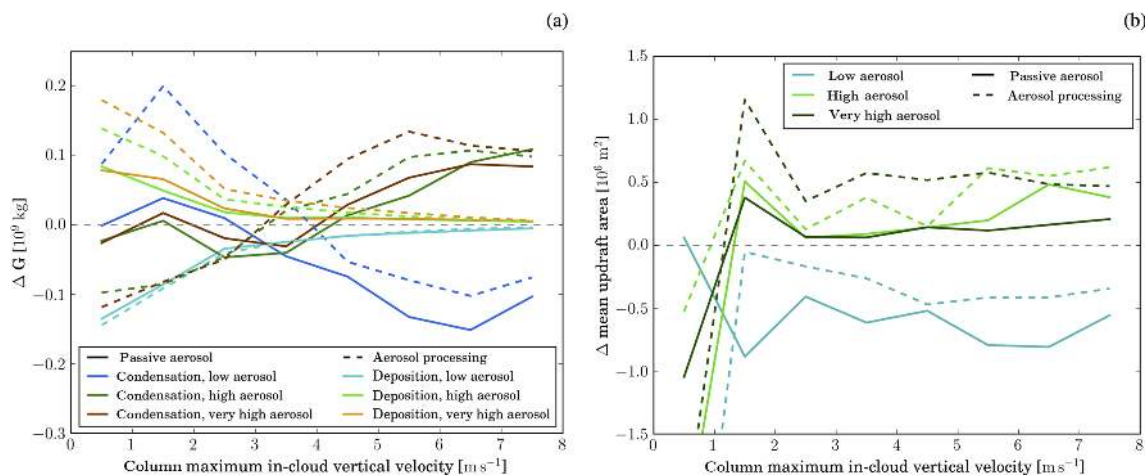 (a)
0.2
0.1
0.0
−0.1
−0.2
−0.3
Δ G [10⁹ kg]
Passive aerosol
Aerosol processing
Condensation, low aerosol
Deposition, low aerosol
Condensation, high aerosol
Deposition, high aerosol
Condensation, very high aerosol
Deposition, very high aerosol
0 1 2 3 4 5 6 7 8
Column maximum in-cloud vertical velocity [m s⁻¹]
(b)
1.5
1.0
0.5
0.0
−0.5
−1.0
−1.5
Δ mean updraft area [10⁶ m²]
Low aerosol
Passive aerosol
High aerosol
Aerosol processing
Very high aerosol
0 1 2 3 4 5 6 7 8
Column maximum in-cloud vertical velocity [m s⁻¹]